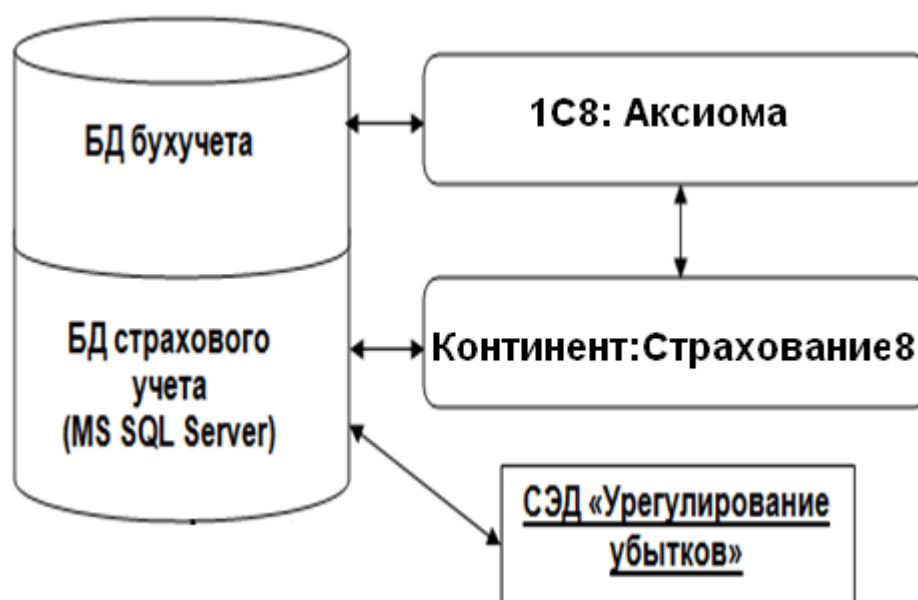 БД бухучета
1С8: Аксиома
БД страхового
учета
(MS SQL Server)
Континент:Страхование8
СЭД «Урегулирование
убытков»